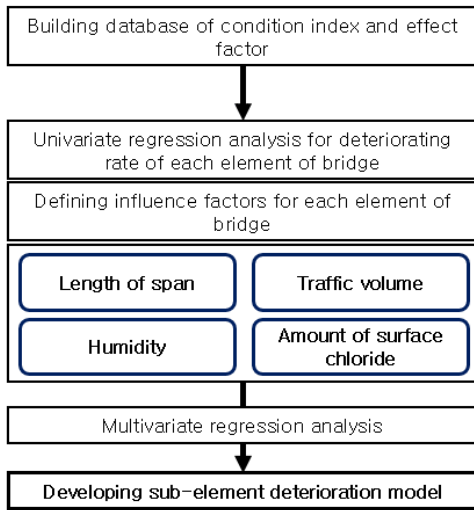 Building database of condition index and effect
factor
Univariate regression analysis for deteriorating
rate of each element of bridge
Defining influence factors for each element of
bridge
Length of span
Traffic volume
Humidity
Amount of surface
chloride
Multivariate regression analysis
Developing sub-element deterioration model